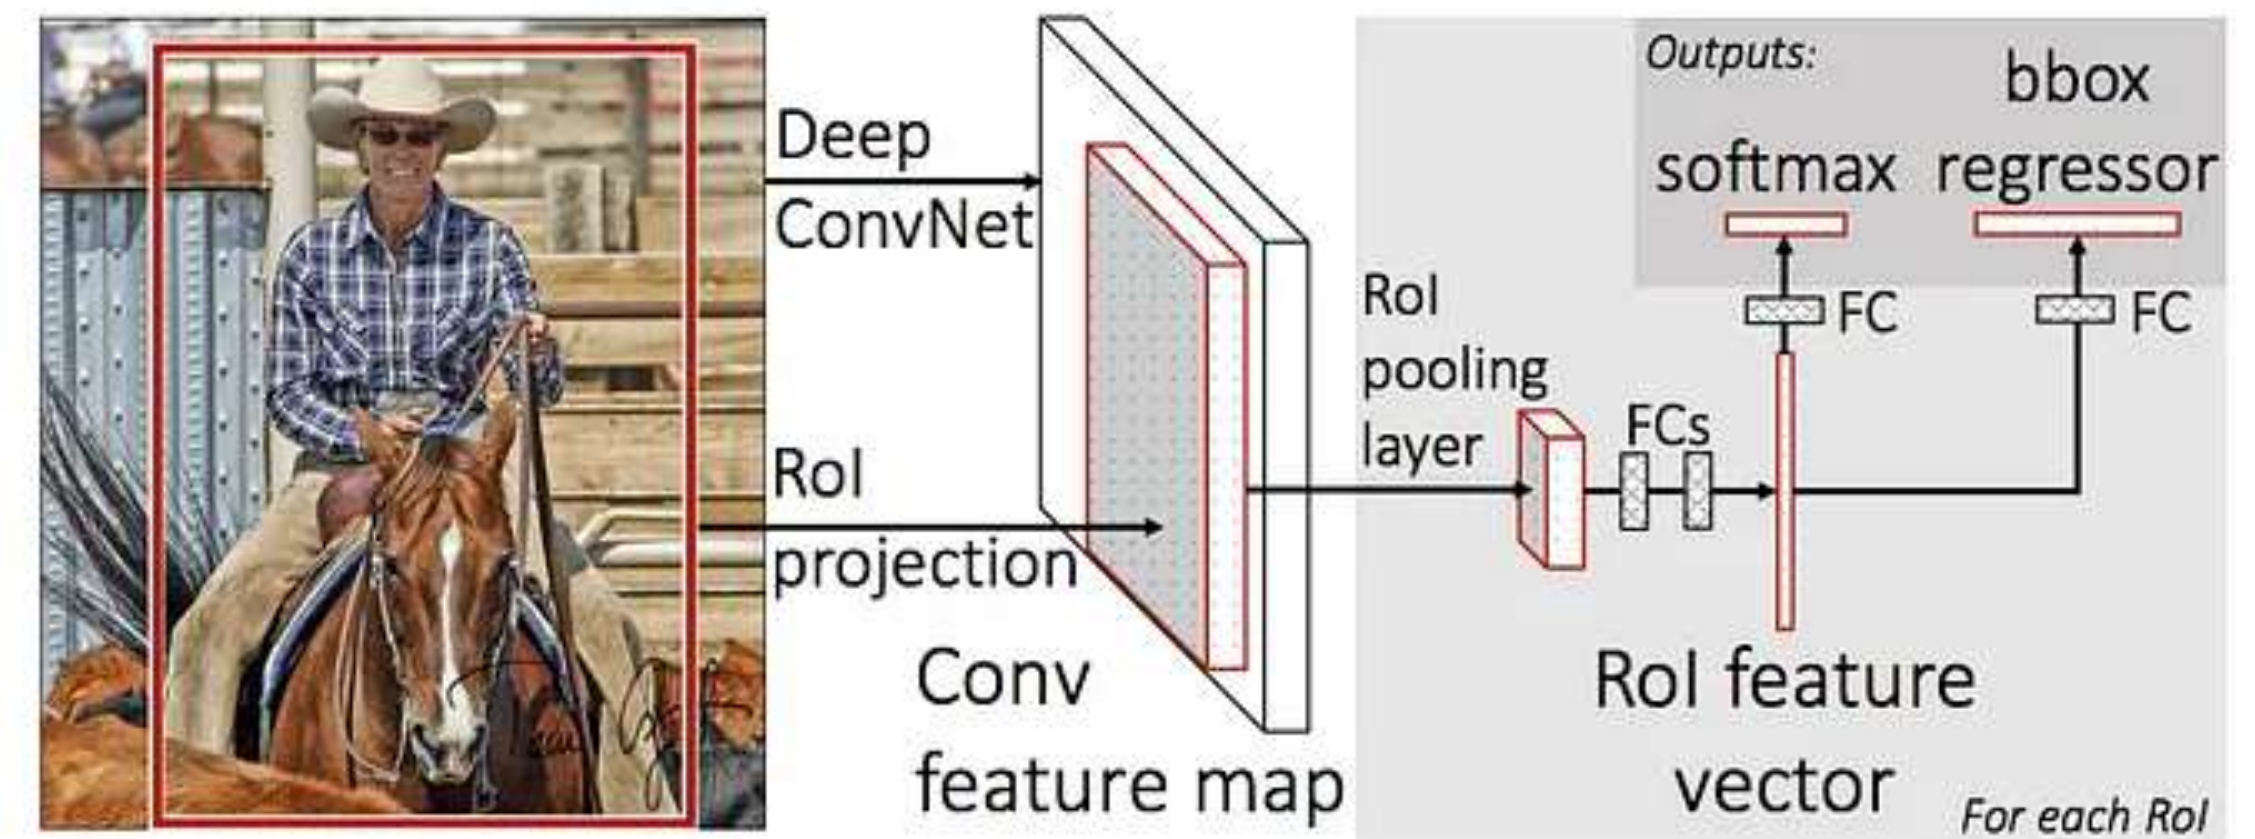 Deep
ConvNet
RoI
projection
Conv
feature map
RoI
pooling
layer
FCs
RoI feature
vector
For each RoI
Outputs:
softmax
bbox
regressor
FC
FC